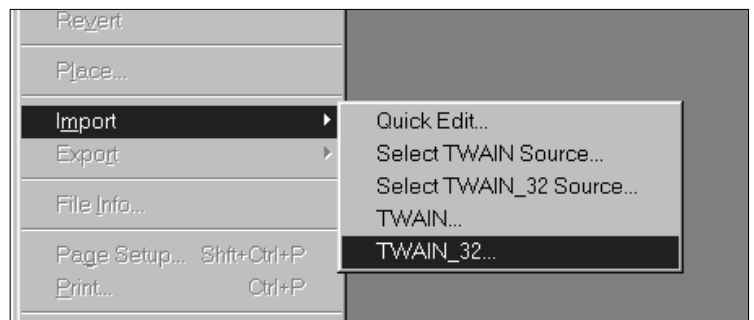 Revert
Place...
Import
Export
File Info...
Page Setup... Shft+Ctrl+P
Print... Ctrl+P
Quick Edit...
Select TWAIN Source...
Select TWAIN_32 Source...
TWAIN...
TWAIN_32...